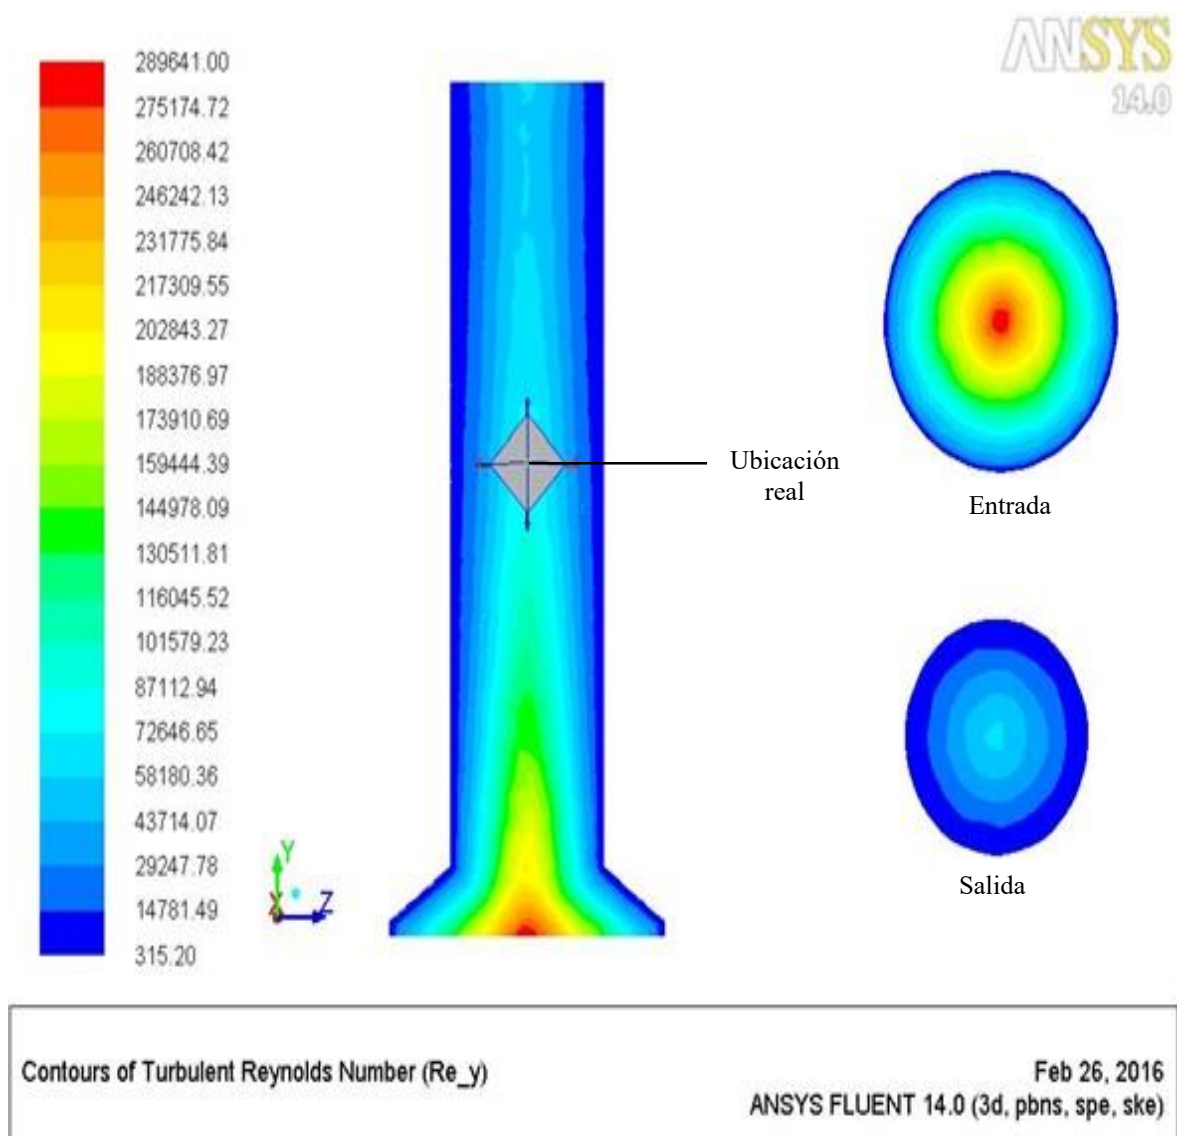 ANSYS
14.0
289641.00
275174.72
260708.42
246242.13
231775.84
217309.55
202843.27
188376.97
173910.69
159444.39
144978.09
130511.81
116045.52
101579.23
87112.94
72646.65
58180.36
43714.07
29247.78
14781.49
315.20
Ubicación
real
Entrada
Salida
Y
X
Z
Contours of Turbulent Reynolds Number (Re_y)
Feb 26, 2016
ANSYS FLUENT 14.0 (3d, pbns, spe, ske)